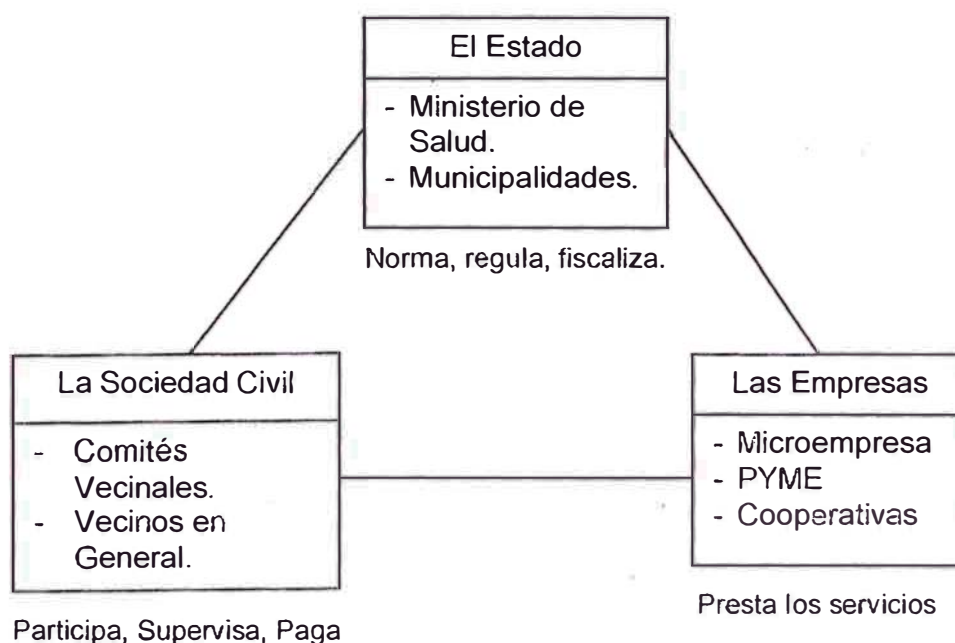 El Estado
- Ministerio de
Salud.
- Municipalidades.
Norma, regula, fiscaliza.
La Sociedad Civil
- Comités
Vecinales.
- Vecinos en
General.
Participa, Supervisa, Paga
Las Empresas
- Microempresa
- PYME
- Cooperativas
Presta los servicios